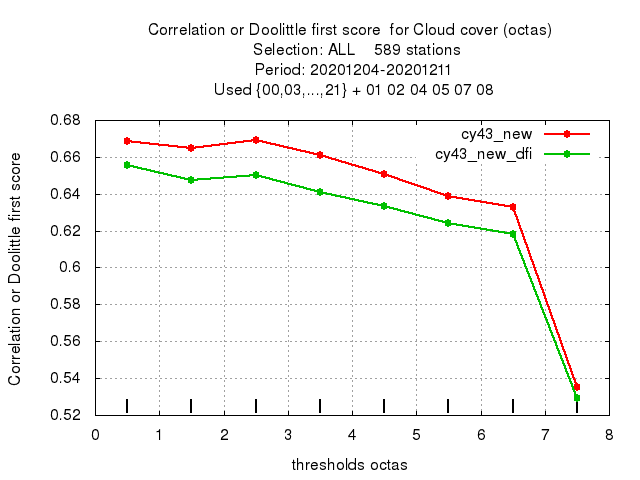 Correlation or Doolittle first score  for Cloud cover (octas)
Selection: ALL    589 stations
Period: 20201204-20201211
Used {00,03,...,21} + 01 02 04 05 07 08
cy43_new
cy43_new_dfi
Correlation or Doolittle first score
0.68
0.66
0.64
0.62
0.6
0.58
0.56
0.54
0.52
0 1 2 3 4 5 6 7 8
thresholds octas